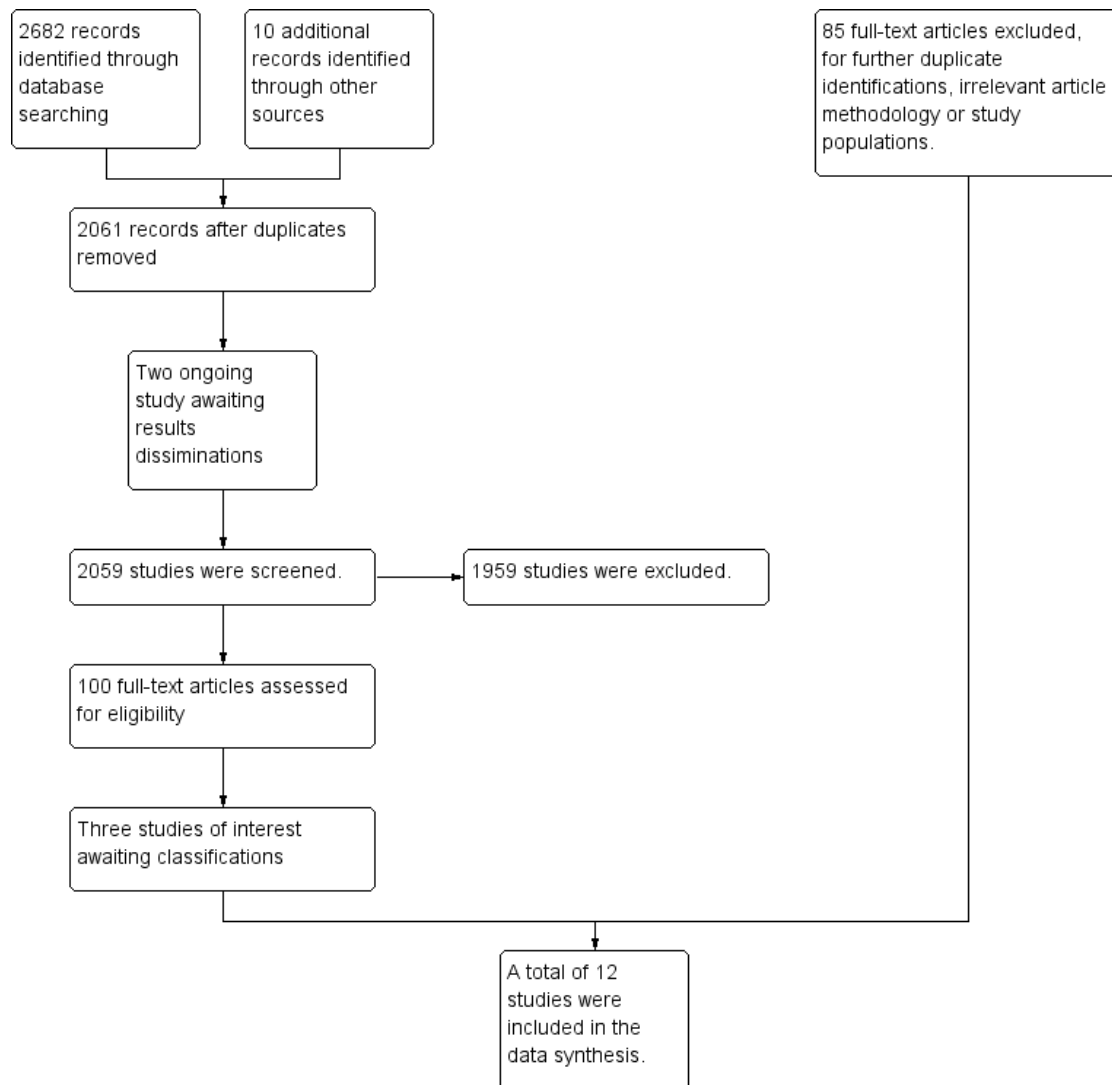 2682 records
identified through
database
searching
10 additional
records identified
through other
sources
85 full-text articles excluded,
for further duplicate
identifications, irrelevant article
methodology or study
populations.
2061 records after duplicates
removed
Two ongoing
study awaiting
results
dissiminations
2059 studies were screened.
1959 studies were excluded.
100 full-text articles assessed
for eligibility
Three studies of interest
awaiting classifications
A total of 12
studies were
included in the
data synthesis.